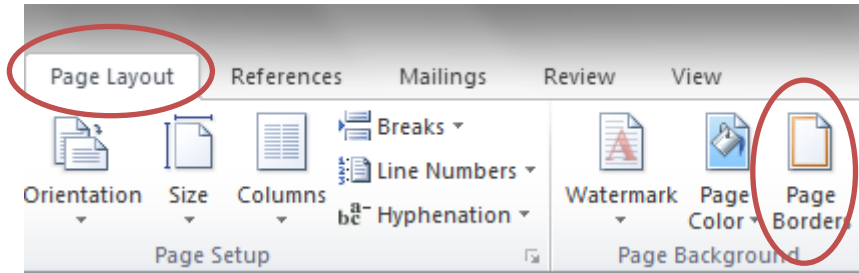 Page Layout References Mailings Review View
Breaks
Line Numbers
Hyphenation
Orientation Size Columns
Watermark Page Color Page Borders
Page Setup Page Background